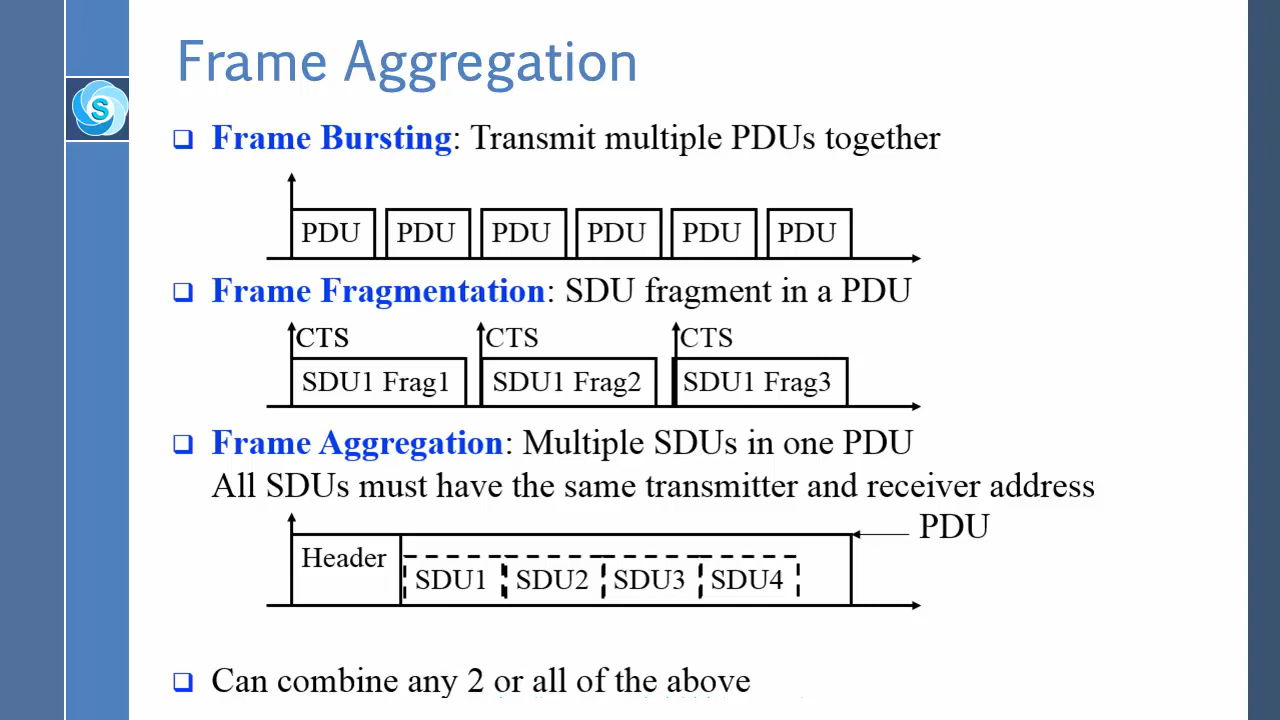 Frame Aggregation
S
Frame Bursting: Transmit multiple PDUs together
PDU PDU PDU PDU PDU PDU
Frame Fragmentation: SDU fragment in a PDU
CTS CTS CTS
SDU1 Frag1 SDU1 Frag2 SDU1 Frag3
Frame Aggregation: Multiple SDUs in one PDU
All SDUs must have the same transmitter and receiver address
PDU
Header
SDU1 SDU2 SDU3 SDU4
Can combine any 2 or all of the above